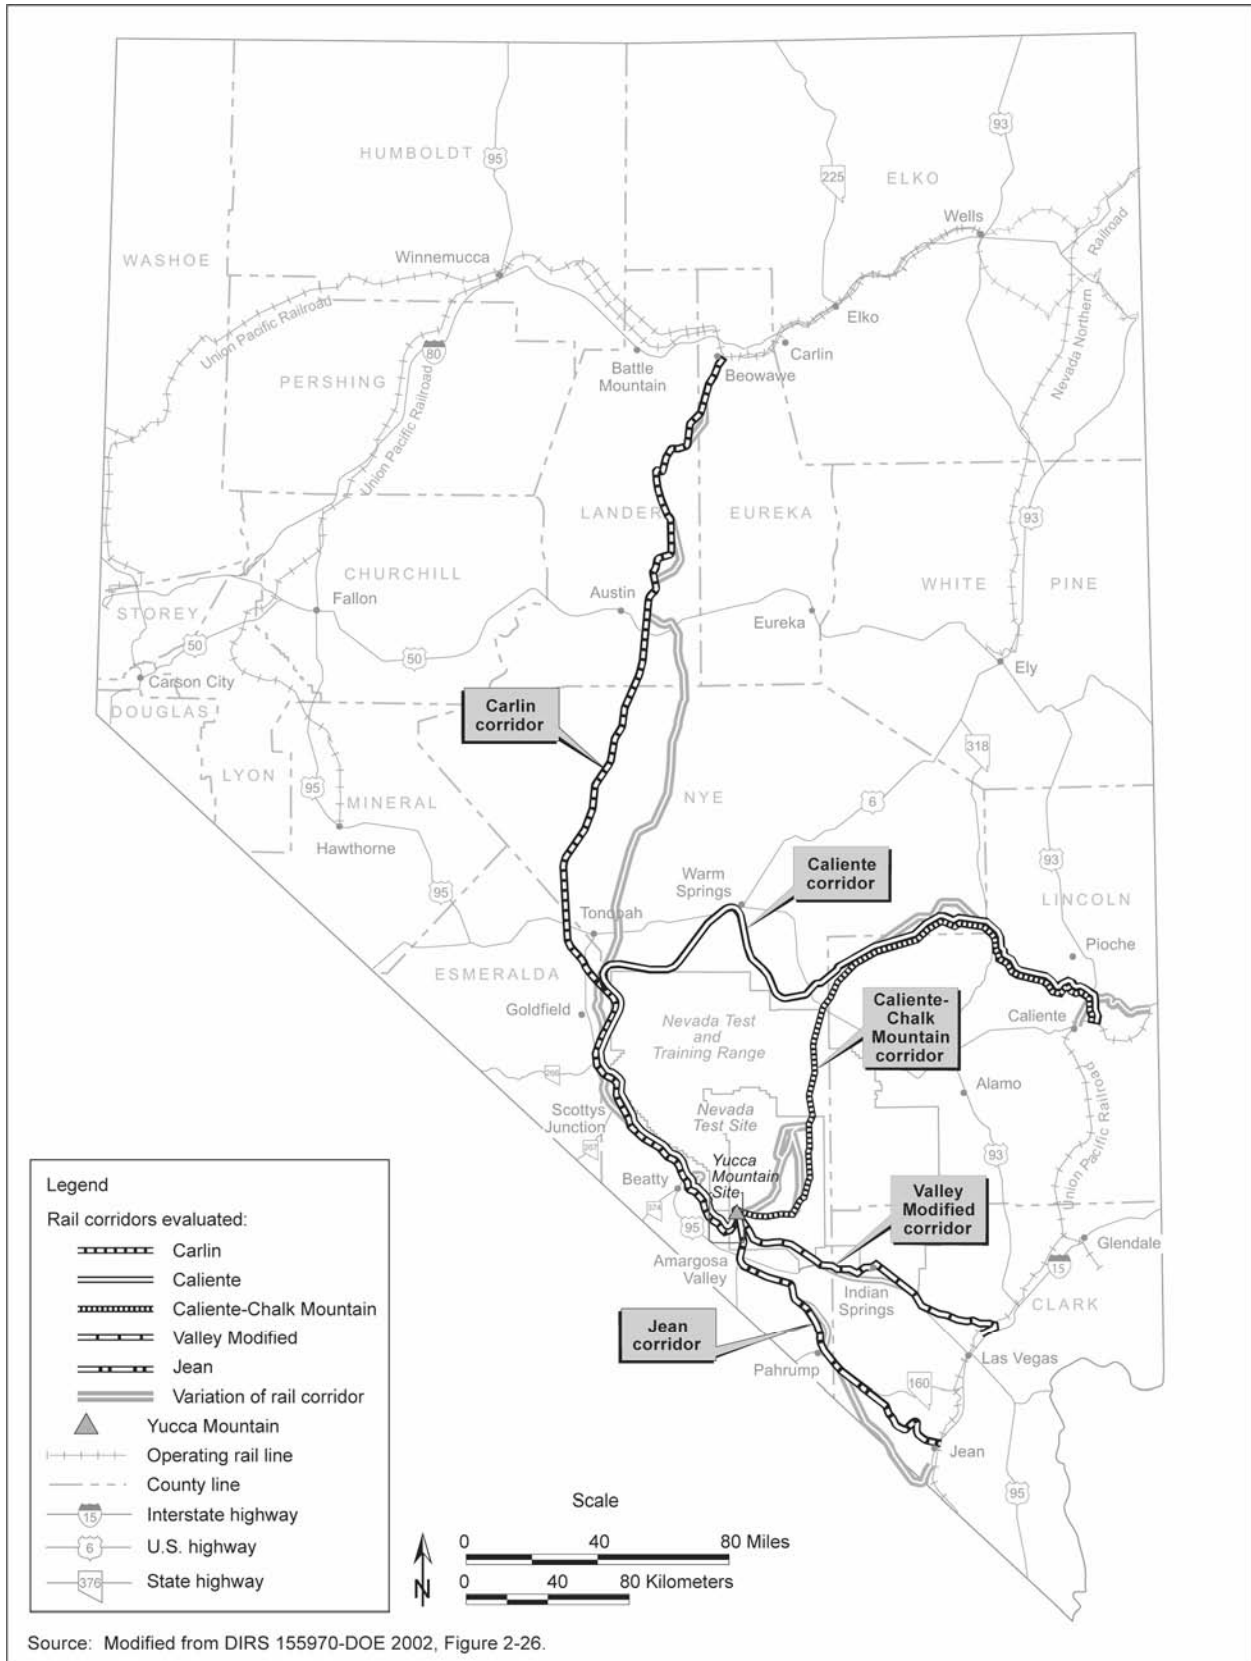 HUMBOLDT
95
93
225
ELKO
Wells
Railroad
WASHOE
Winnemucca
Union Pacific Railroad
Elko
Nevada Northern
80
Carlin
Battle
Mountain
Beowawe
PERSHING
Union Pacific Railroad
LANDER
EUREKA
93
CHURCHILL
WHITE
PINE
Austin
Fallon
STOREY
Eureka
50
50
Ely
Carson City
Carlin
corridor
DOUGLAS
318
LYON
95
MINERAL
NYE
6
Hawthorne
Caliente
corridor
93
Warm
Springs
95
LINCOLN
Tonopah
Pioche
ESMERALDA
Goldfield
Caliente-
Chalk
Mountain
corridor
Caliente
Nevada Test
and
Training Range
266
Alamo
Union Pacific Railroad
Scottys
Junction
Nevada
Test Site
267
93
Yucca
Mountain
Site
Beatty
Valley
Modified
corridor
374
95
Glendale
Amargosa
Valley
15
Indian
Springs
CLARK
Jean
corridor
Las Vegas
Pahrump
160
Jean
95
Legend
Rail corridors evaluated:
Carlin
Caliente
Caliente-Chalk Mountain
Valley Modified
Jean
Variation of rail corridor
Yucca Mountain
Operating rail line
County line
15 Interstate highway
6 U.S. highway
376 State highway
N
Scale
0 40 80 Miles
0 40 80 Kilometers
Source: Modified from DIRS 155970-DOE 2002, Figure 2-26.